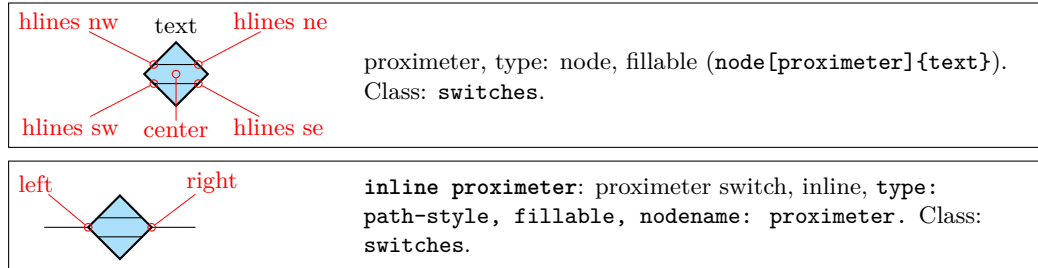 hlines nw text hlines ne
proximeter, type: node, fillable (node[proximeter]{text}).
Class: switches.
hlines sw center hlines se
left right
inline proximeter: proximeter switch, inline, type:
path-style, fillable, nodename: proximeter. Class:
switches.